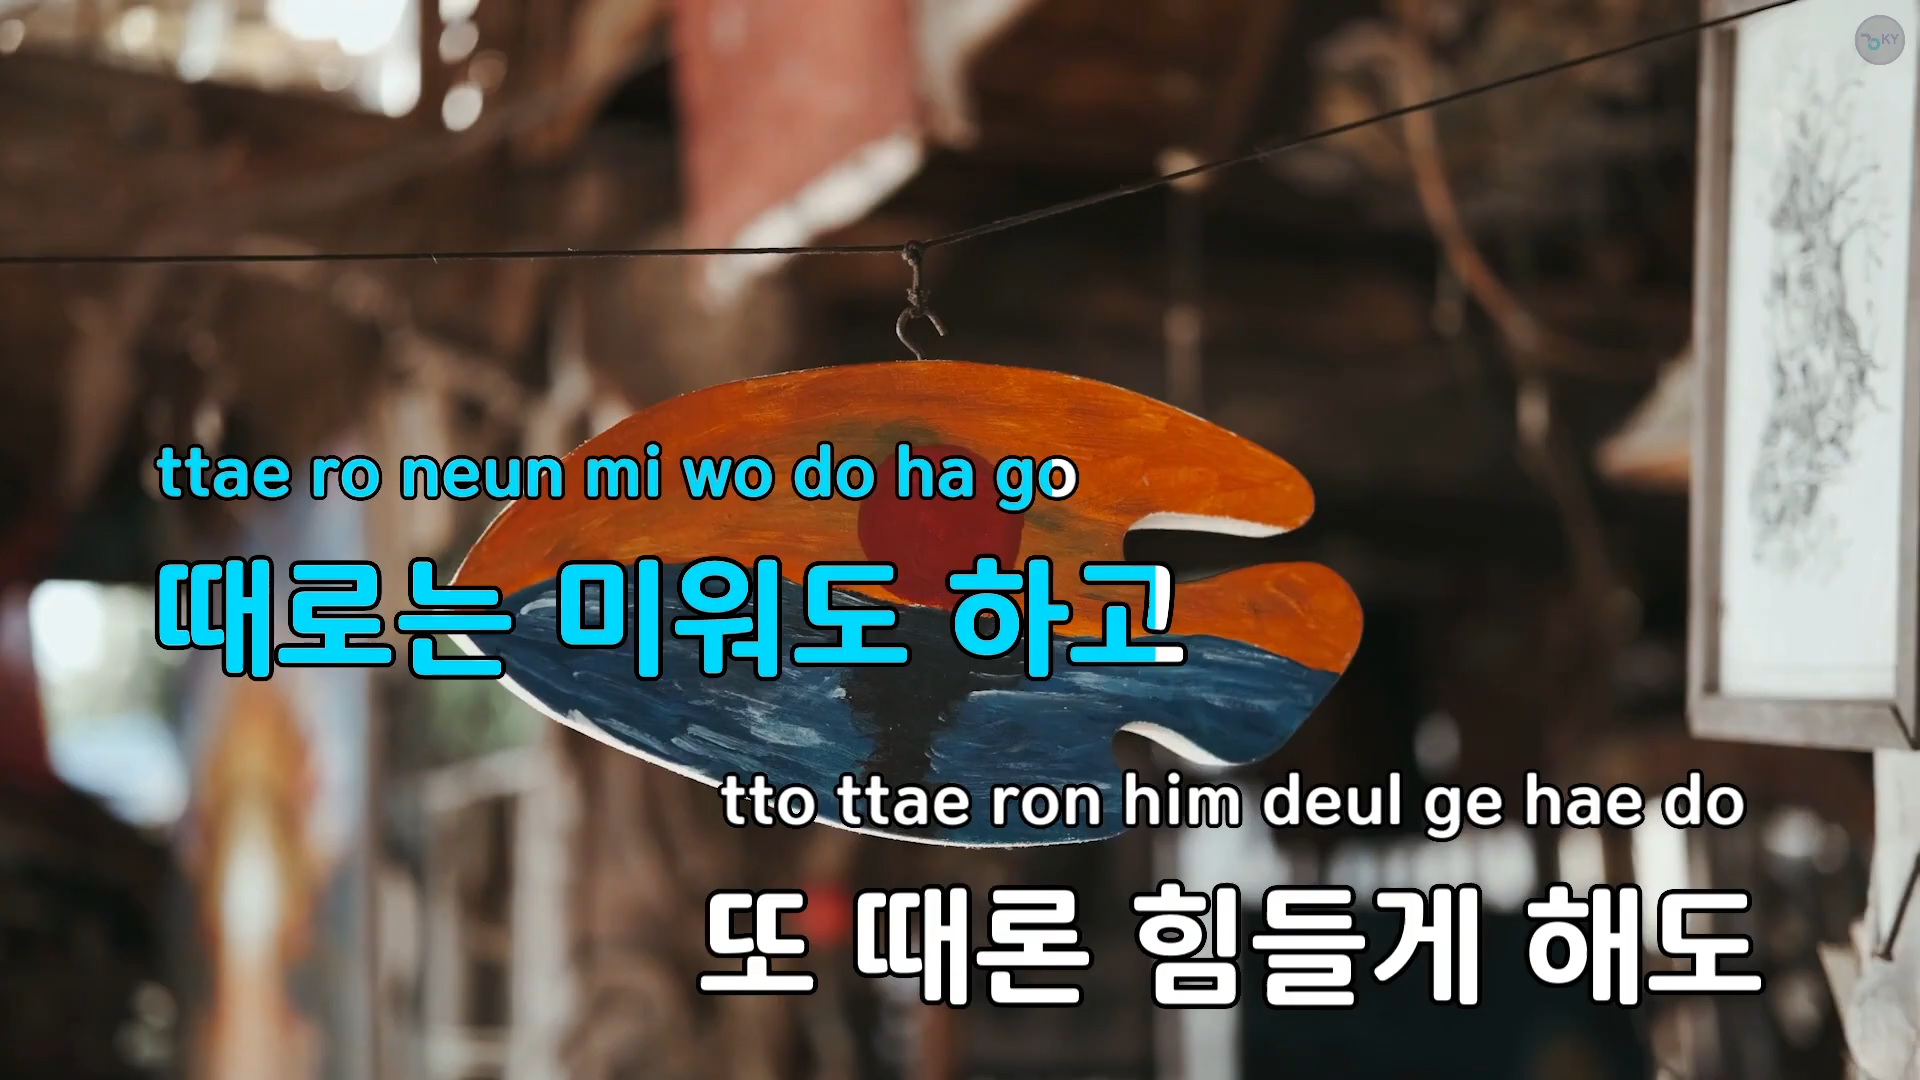 KY
ttae ro neun mi wo do ha go
때로는 미워도 하고
tto ttae ron him deul ge hae do
또 때론 힘들게 해도